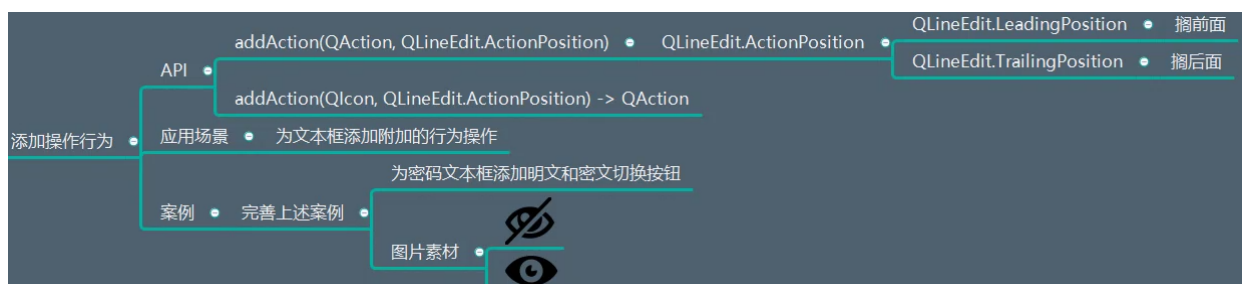 QLineEdit.LeadingPosition 搁前面
addAction(QAction, QLineEdit.ActionPosition) QLineEdit.ActionPosition
QLineEdit.TrailingPosition 搁后面
API
addAction(QIcon, QLineEdit.ActionPosition) -> QAction
添加操作行为
应用场景 为文本框添加附加的行为操作
为密码文本框添加明文和密文切换按钮
案例 完善上述案例
图片素材